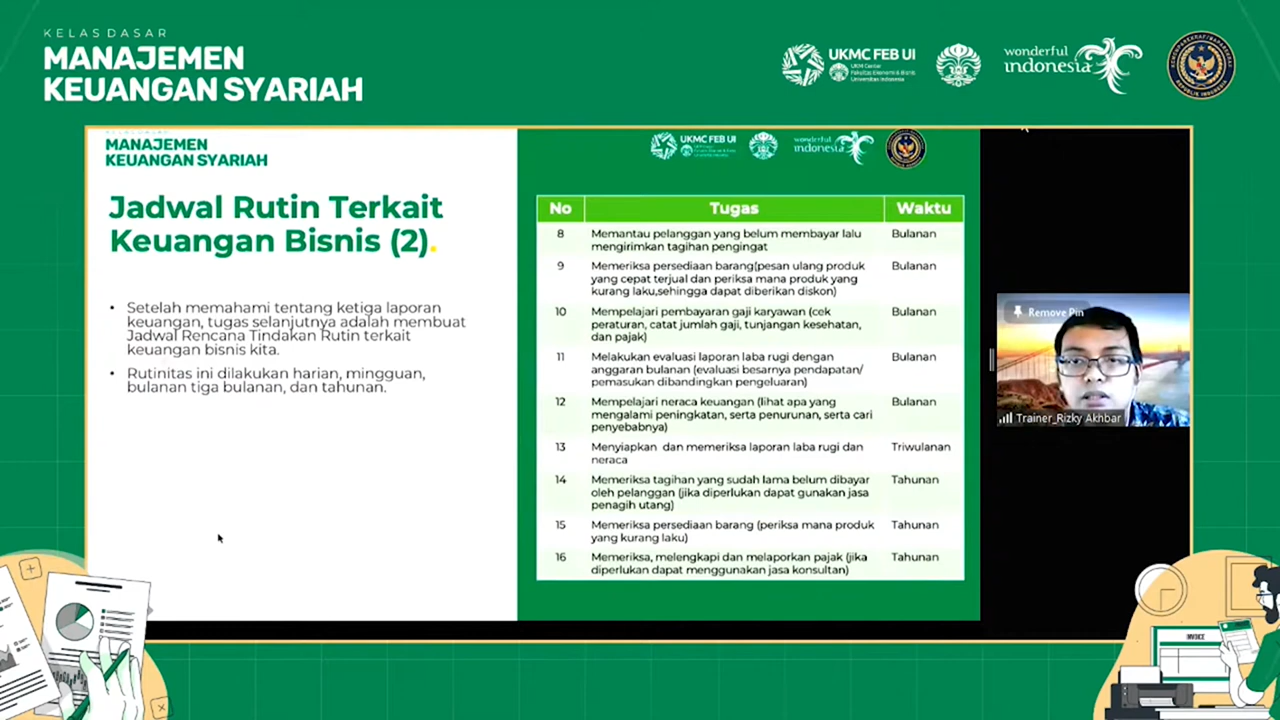 KELAS DASAR
MANAJEMEN
KEUANGAN SYARIAH
UKMC FEB UI
UKM Center
Fakultas Ekonomi & Bisnis
Universitas Indonesia
wonderful
indonesia
MANAJEMEN
KEUANGAN SYARIAH
UKMC FEB UI
wonderful
indonesia
Jadwal Rutin Terkait
Keuangan Bisnis (2).
• Setelah memahami tentang ketiga laporan
keuangan, tugas selanjutnya adalah membuat
Jadwal Rencana Tindakan Rutin terkait
keuangan bisnis kita.
• Rutinitas ini dilakukan harian, mingguan,
bulanan tiga bulanan, dan tahunan.
No Tugas Waktu
8 Memantau pelanggan yang belum membayar lalu Bulanan
mengirimkan tagihan pengingat
9 Memeriksa persediaan barang(pesan ulang produk Bulanan
yang cepat terjual dan periksa mana produk yang
kurang laku,sehingga dapat diberikan diskon)
10 Mempelajari pembayaran gaji karyawan (cek Bulanan
peraturan, catat jumlah gaji, tunjangan kesehatan,
dan pajak)
11 Melakukan evaluasi laporan laba rugi dengan Bulanan
anggaran bulanan (evaluasi besarnya pendapatan/
pemasukan dibandingkan pengeluaran)
12 Mempelajari neraca keuangan (lihat apa yang Bulanan
mengalami peningkatan, serta penurunan, serta cari
penyebabnya)
13 Menyiapkan dan memeriksa laporan laba rugi dan Triwulanan
neraca
14 Memeriksa tagihan yang sudah lama belum dibayar Tahunan
oleh pelanggan (jika diperlukan dapat gunakan jasa
penagih utang)
15 Memeriksa persediaan barang (periksa mana produk Tahunan
yang kurang laku)
16 Memeriksa, melengkapi dan melaporkan pajak (jika Tahunan
diperlukan dapat menggunakan jasa konsultan)
Remove Pin
Trainer_Rizky Akhbar
INVOICE